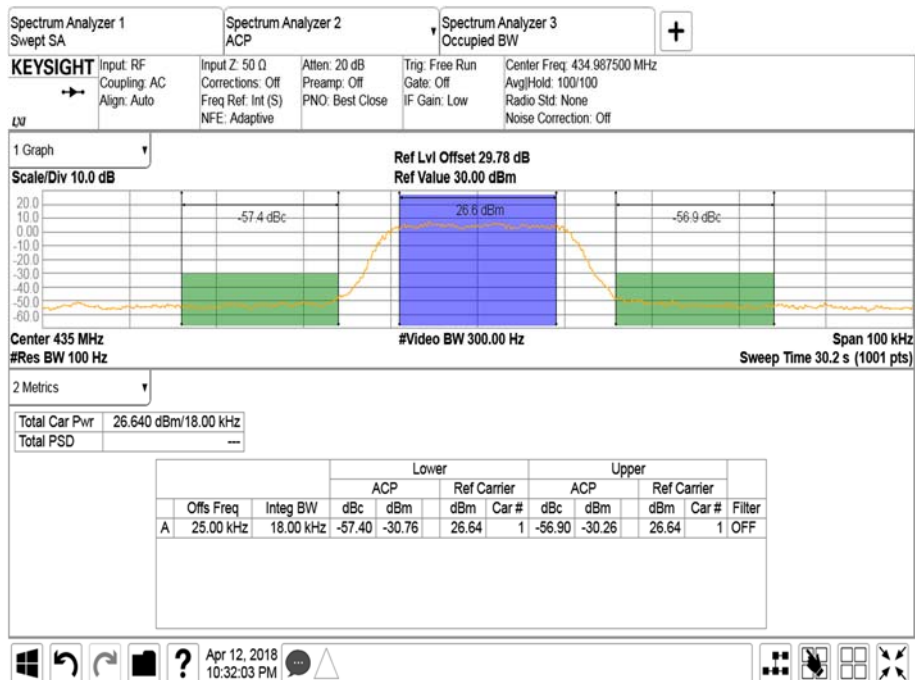 Spectrum Analyzer 1
Swept SA
Spectrum Analyzer 2
ACP
Spectrum Analyzer 3
Occupied BW
+
KEYSIGHT
LXI
Input: RF
Coupling: AC
Align: Auto
Input Z: 50 Ω
Corrections: Off
Freq Ref: Int (S)
NFE: Adaptive
Atten: 20 dB
Preamp: Off
PNO: Best Close
Trig: Free Run
Gate: Off
IF Gain: Low
Center Freq: 434.987500 MHz
Avg|Hold: 100/100
Radio Std: None
Noise Correction: Off
1 Graph
Scale/Div 10.0 dB
Ref Lvl Offset 29.78 dB
Ref Value 30.00 dBm
20.0
10.0
0.00
-10.0
-20.0
-30.0
-40.0
-50.0
-60.0
-57.4 dBc
26.6 dBm
-56.9 dBc
Center 435 MHz
#Video BW 300.00 Hz
Span 100 kHz
#Res BW 100 Hz
Sweep Time 30.2 s (1001 pts)
2 Metrics
Total Car Pwr 26.640 dBm/18.00 kHz
Total PSD ---
Lower Upper
ACP Ref Carrier ACP Ref Carrier
Offs Freq Integ BW dBc dBm dBm Car # dBc dBm dBm Car # Filter
A 25.00 kHz 18.00 kHz -57.40 -30.76 26.64 1 -56.90 -30.26 26.64 1 OFF
?
Apr 12, 2018
10:32:03 PM